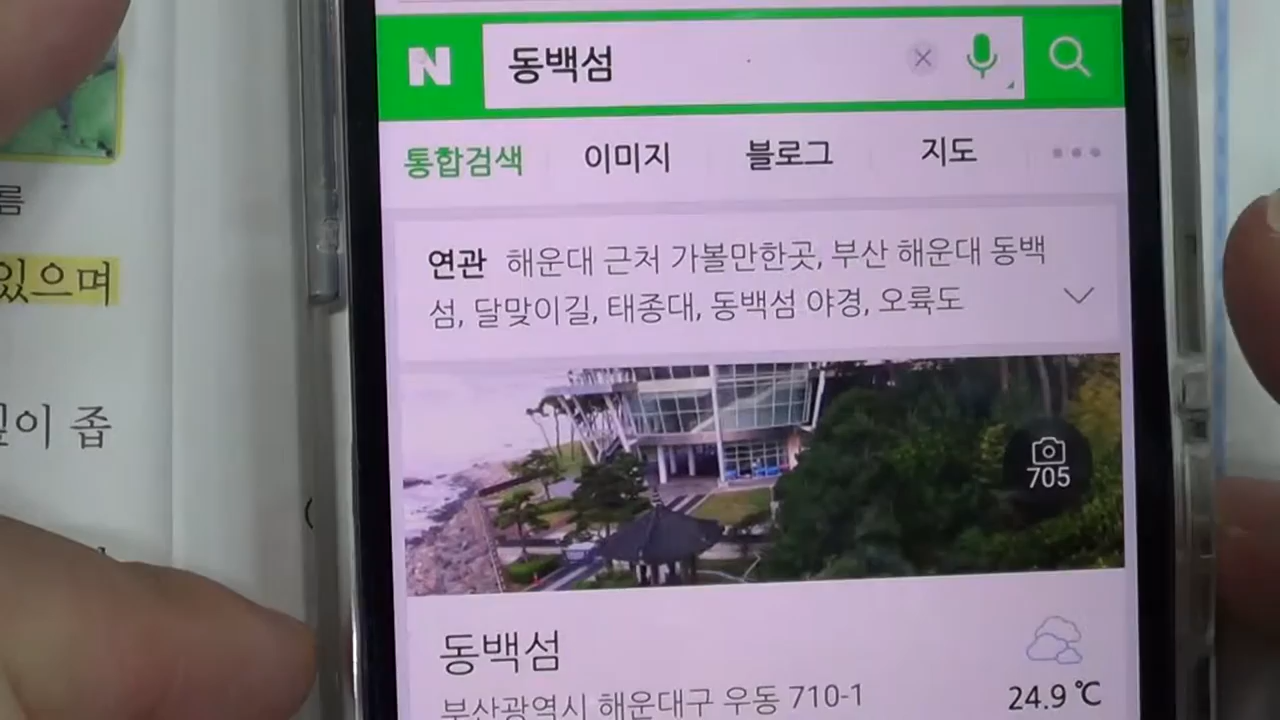 N 동백섬
통합검색 이미지 블로그 지도
연관 해운대 근처 가볼만한곳, 부산 해운대 동백
섬, 달맞이길, 태종대, 동백섬 야경, 오륙도
705
동백섬
부산광역시 해운대구 우동 710-1
24.9℃
름
있으며
이 좁